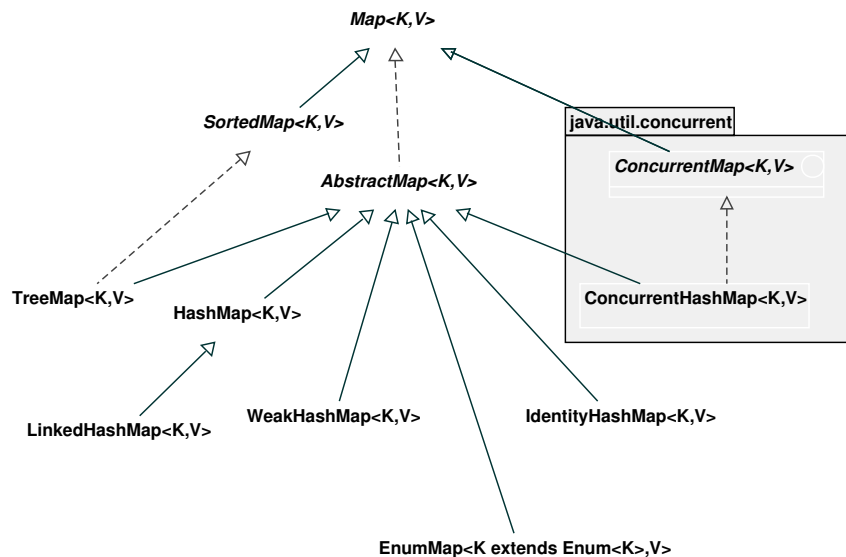 Map<K,V>
SortedMap<K,V>
java.util.concurrent
ConcurrentMap<K,V>
AbstractMap<K,V>
TreeMap<K,V>
HashMap<K,V>
ConcurrentHashMap<K,V>
LinkedHashMap<K,V>
WeakHashMap<K,V>
IdentityHashMap<K,V>
EnumMap<K extends Enum<K>,V>